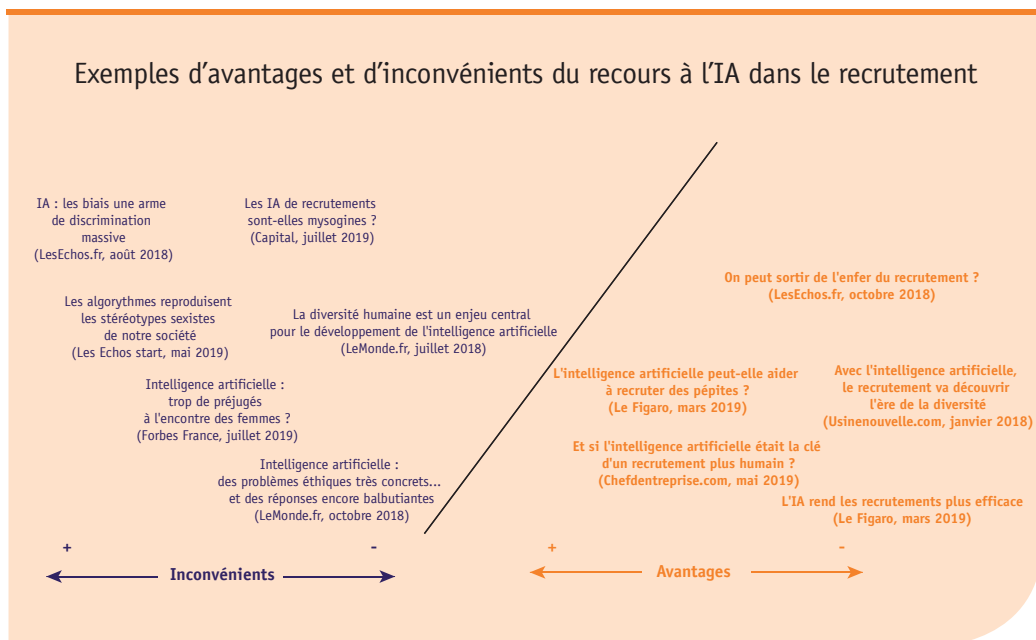 Exemples d'avantages et d'inconvénients du recours à l'IA dans le recrutement
IA : les biais une arme
de discrimination
massive
(LesEchos.fr, août 2018)
Les IA de recrutements
sont-elles mysogines ?
(Capital, juillet 2019)
Les algorythmes reproduisent
les stéréotypes sexistes
de notre société
(Les Echos start, mai 2019)
La diversité humaine est un enjeu central
pour le développement de l'intelligence artificielle
(LeMonde.fr, juillet 2018)
Intelligence artificielle :
trop de préjugés
à l'encontre des femmes ?
(Forbes France, juillet 2019)
Intelligence artificielle :
des problèmes éthiques très concrets...
et des réponses encore balbutiantes
(LeMonde.fr, octobre 2018)
On peut sortir de l'enfer du recrutement ?
(LesEchos.fr, octobre 2018)
L'intelligence artificielle peut-elle aider
à recruter des pépites ?
(Le Figaro, mars 2019)
Avec l'intelligence artificielle,
le recrutement va découvrir
l'ère de la diversité
(Usinenouvelle.com, janvier 2018)
Et si l'intelligence artificielle était la clé
d'un recrutement plus humain ?
(Chefdentreprise.com, mai 2019)
L'IA rend les recrutements plus efficace
(Le Figaro, mars 2019)
+ -
Inconvénients
+ -
Avantages